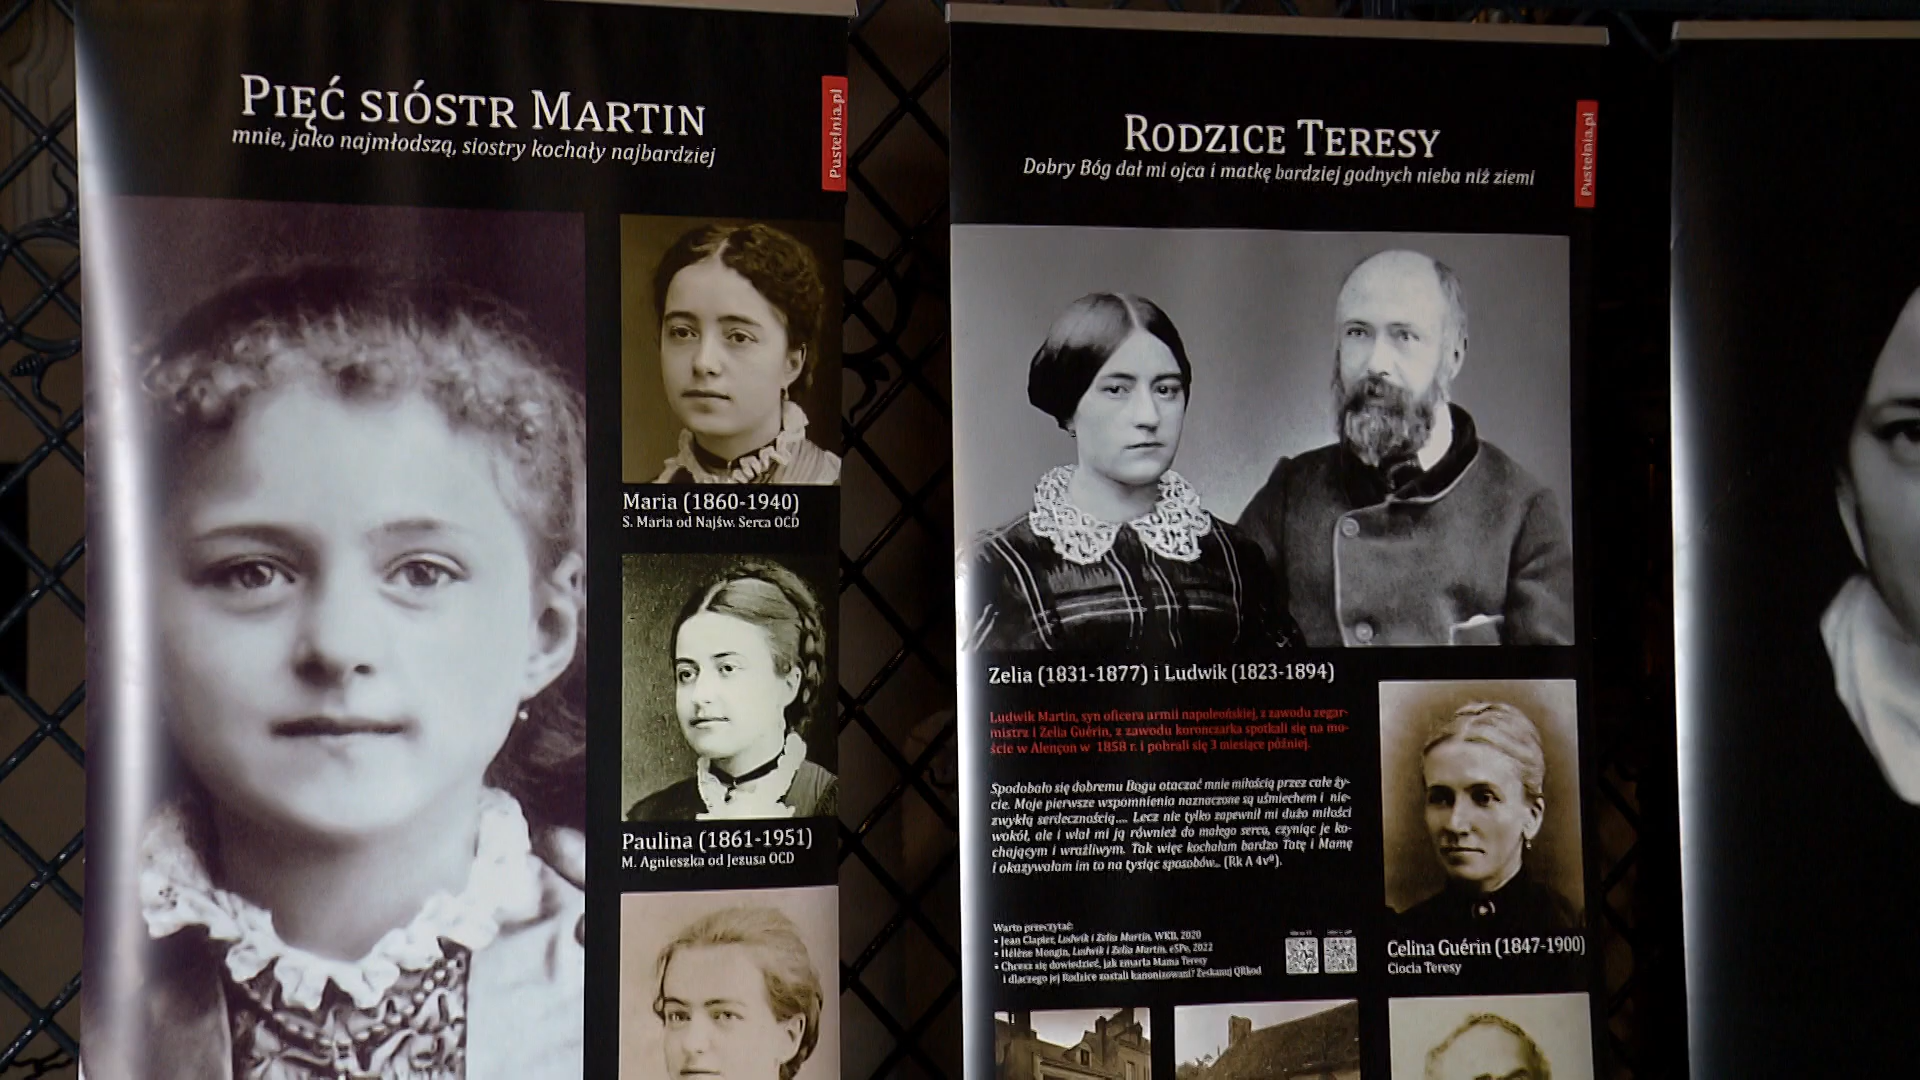 Pięć sióstr Martin
mnie, jako najmłodszą, siostry kochały najbardziej
Pustelnia.pl
Maria (1860-1940)
S. Maria od Najśw. Serca OCD
Paulina (1861-1951)
M. Agnieszka od Jezusa OCD
Rodzice Teresy
Dobry Bóg dał mi ojca i matkę bardziej godnych nieba niż ziemi
Pustelnia.pl
Zelia (1831-1877) i Ludwik (1823-1894)
Ludwik Martin, syn oficera armii napoleońskiej, z zawodu zegar-
mistrz i Zelia Guérin, z zawodu koronczarka spotkali się na mo-
ście w Alençon w 1858 r. i pobrali się 3 miesiące później.
Spodobało się dobremu Bogu otaczać mnie miłością przez całe ży-
cie. Moje pierwsze wspomnienia naznaczone są uśmiechem i nie-
zwykłą serdecznością.... Lecz nie tylko zapewnił mi dużo miłości
wokół, ale i wlał mi ją również do małego serca, czyniąc je ko-
chającym i wrażliwym. Tak więc kochałam bardzo Tatę i Mamę
i okazywałam im to na tysiąc sposobów... (Rk A 4vº).
Warto przeczytać:
• Jean Clapier, Ludwik i Zelia Martin, WKB, 2020
• Hélène Mongin, Ludwik i Zelia Martin, eSPe, 2022
• Chcesz się dowiedzieć, jak zmarła Mama Teresy
i dlaczego jej Rodzice zostali kanonizowani? Zeskanuj QRkod
Celina Guérin (1847-1900)
Ciocia Teresy